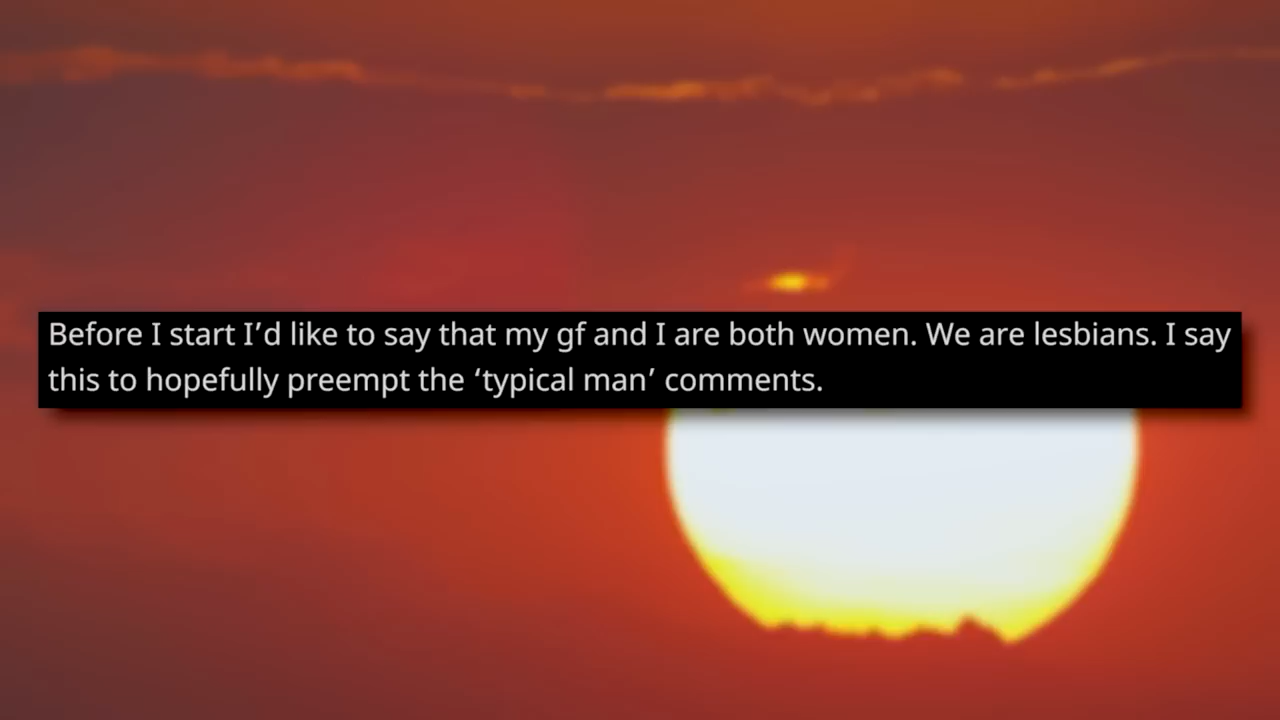 Before I start I’d like to say that my gf and I are both women. We are lesbians. I say
this to hopefully preempt the ‘typical man’ comments.